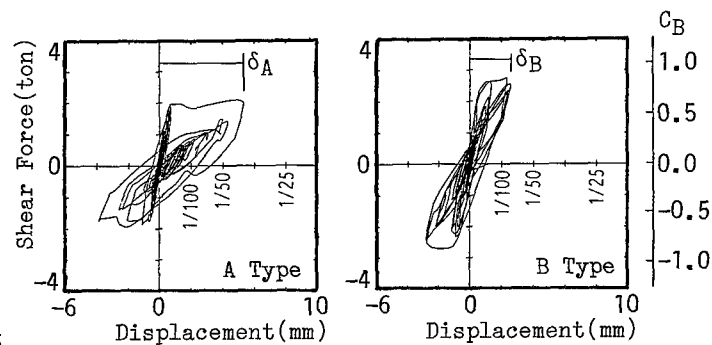 C_B
4
δ_A
4
δ_B
1.0
0.5
0
0
0.0
Shear Force(ton)
1/100
1/50
1/25
1/100
1/50
1/25
-0.5
-1.0
A Type
B Type
-4
-4
-6
0
10
-6
0
10
Displacement(mm)
Displacement(mm)